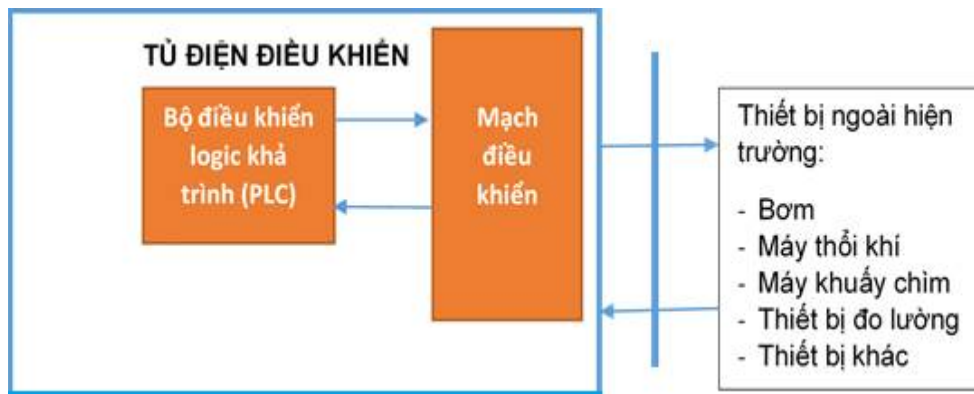 TỦ ĐIỆN ĐIỀU KHIỂN
Bộ điều khiển
logic khả
trình (PLC)
Mạch
điều
khiển
Thiết bị ngoài hiện
trường:
- Bơm
- Máy thổi khí
- Máy khuấy chìm
- Thiết bị đo lường
- Thiết bị khác